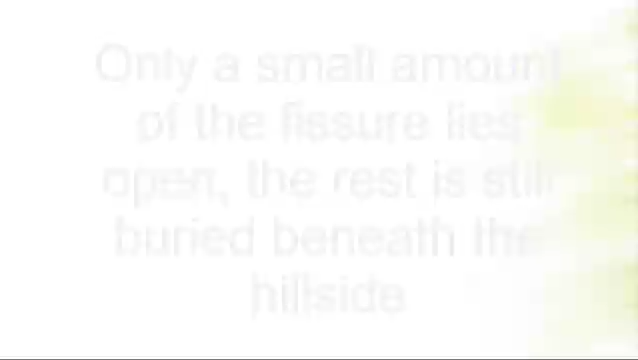 Only a small amount
of the fissure lies
open, the rest is still
buried beneath the
hillside